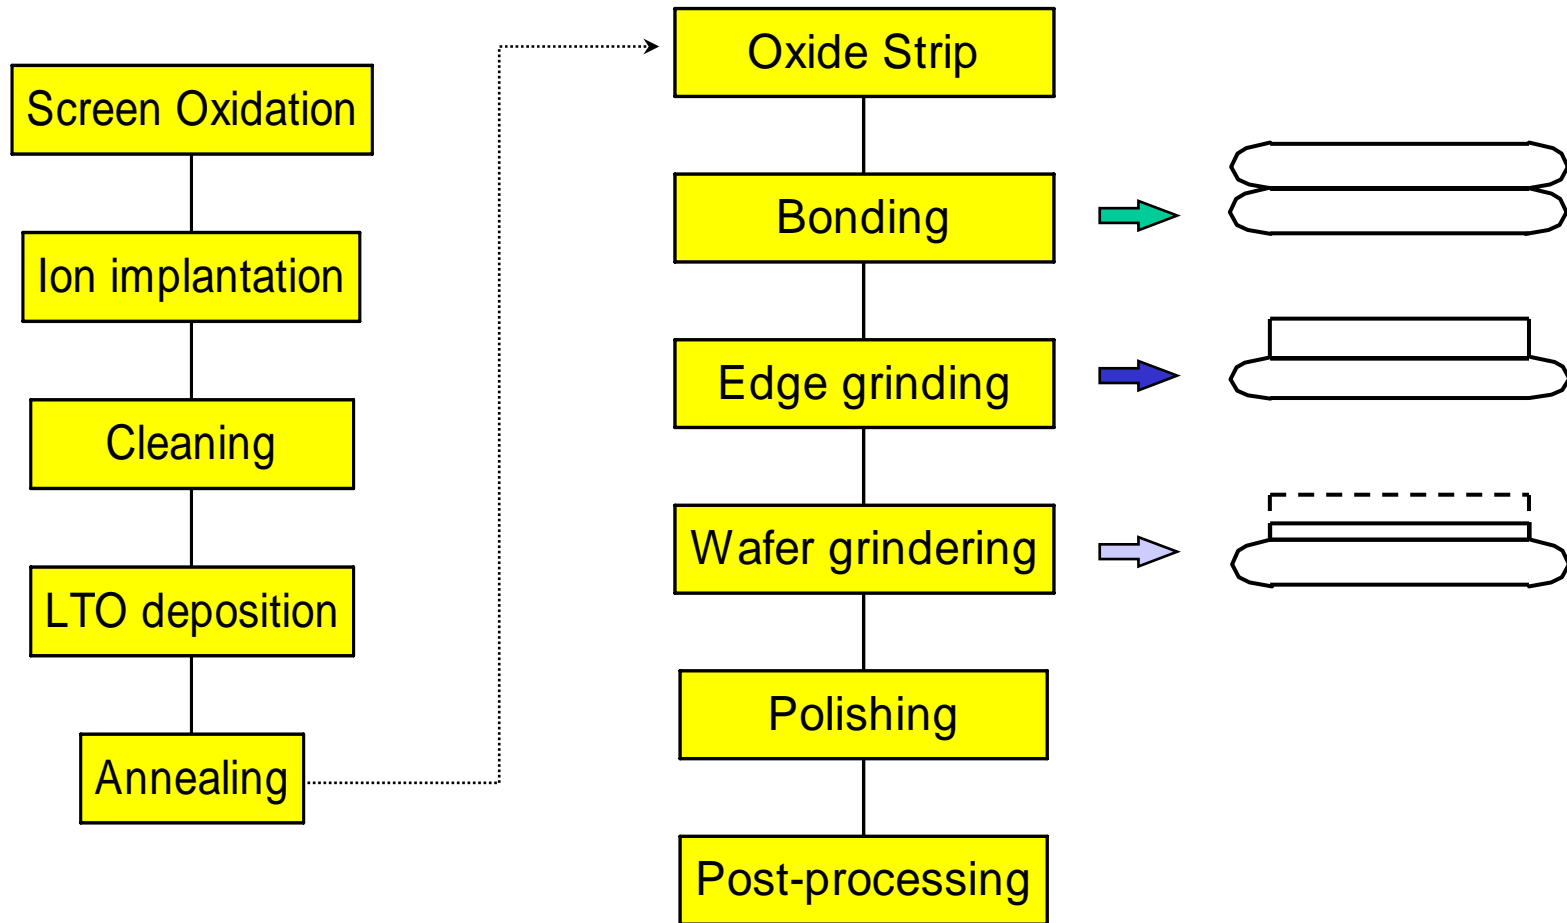 Screen Oxidation
Ion implantation
Cleaning
LTO deposition
Annealing
Oxide Strip
Bonding
Edge grinding
Wafer grindering
Polishing
Post-processing